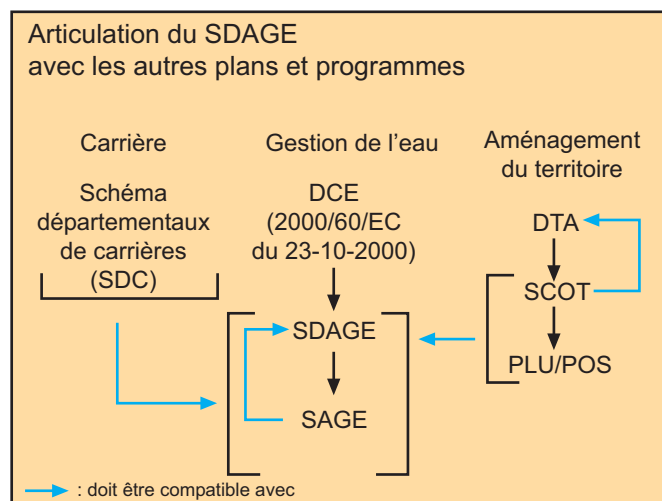 Articulation du SDAGE
avec les autres plans et programmes
Carrière
Schéma
départementaux
de carrières
(SDC)
Gestion de l'eau
DCE
(2000/60/EC
du 23-10-2000)
SDAGE
SAGE
Aménagement
du territoire
DTA
SCOT
PLU/POS
: doit être compatible avec